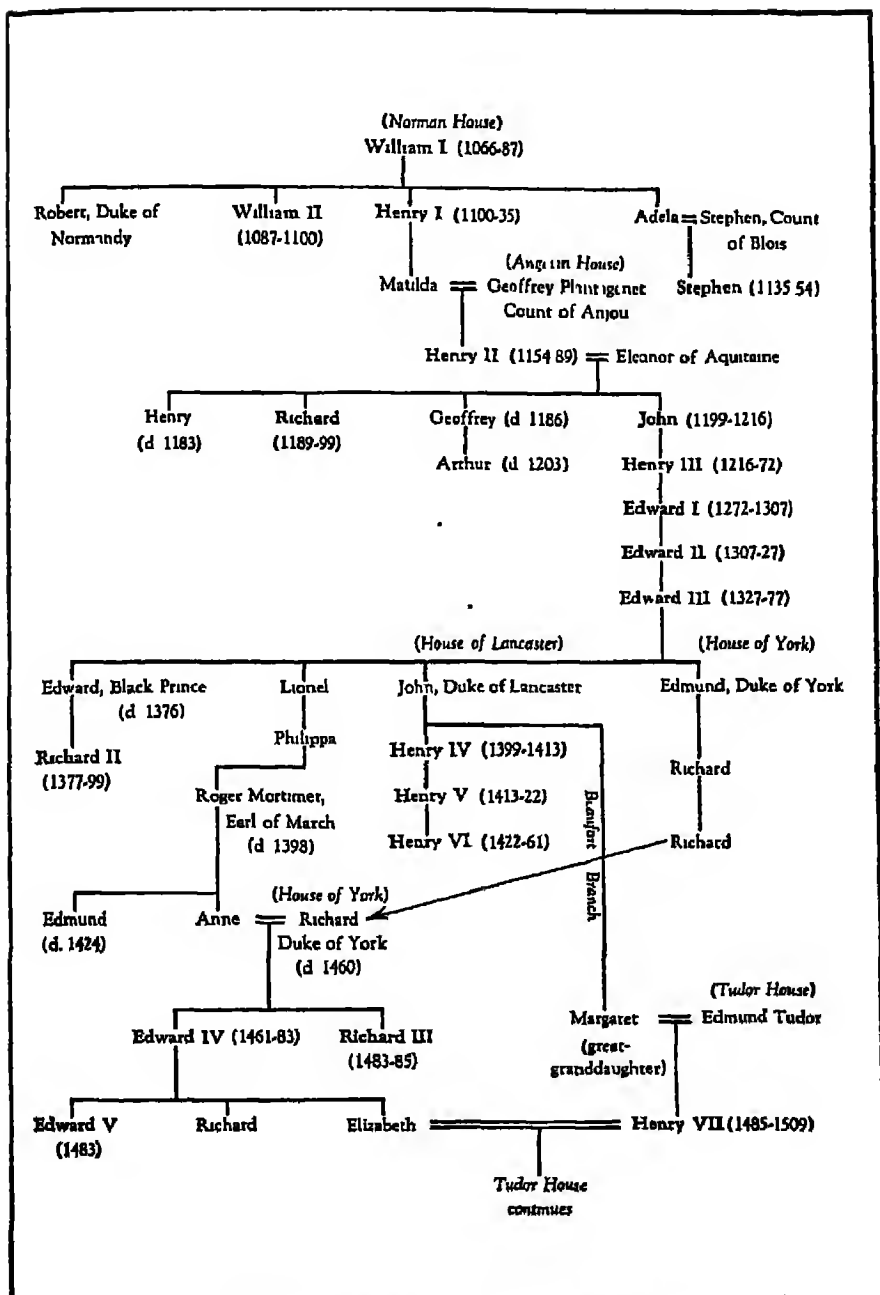 (Norman House)
William I (1066-87)
Robert, Duke of
Normandy
William II
(1087-1100)
Henry I (1100-35)
Adela = Stephen, Count
of Blois
Stephen (1135 54)
(Angevin House)
Matilda = Geoffrey Plantagenet
Count of Anjou
Henry II (1154 89) = Eleanor of Aquitaine
Henry
(d 1183)
Richard
(1189-99)
Geoffrey (d 1186)
Arthur (d 1203)
John (1199-1216)
Henry III (1216-72)
Edward I (1272-1307)
Edward II (1307-27)
Edward III (1327-77)
(House of Lancaster)
(House of York)
Edward, Black Prince
(d 1376)
Richard II
(1377-99)
Lionel
Philippa
Roger Mortimer,
Earl of March
(d 1398)
John, Duke of Lancaster
Henry IV (1399-1413)
Henry V (1413-22)
Henry VI (1422-61)
Beaufort Branch
Edmund, Duke of York
Richard
Richard
Edmund
(d. 1424)
(House of York)
Anne = Richard
Duke of York
(d 1460)
(Tudor House)
Margaret = Edmund Tudor
(great-
granddaughter)
Edward IV (1461-83)
Richard III
(1483-85)
Edward V
(1483)
Richard
Elizabeth = Henry VII (1485-1509)
Tudor House
continues